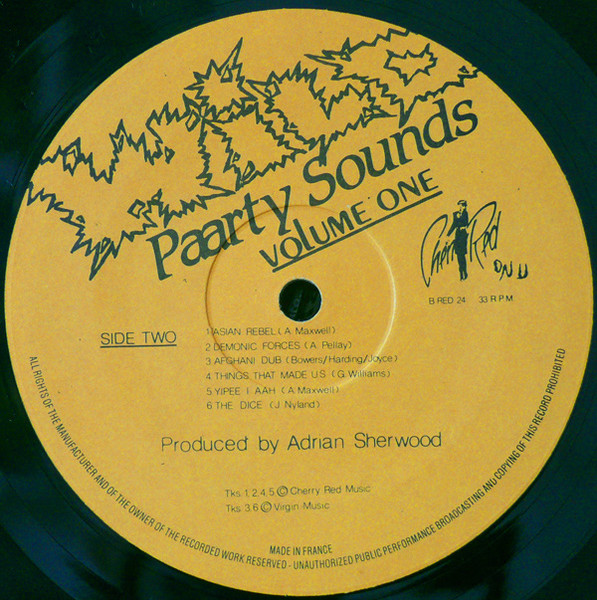 WILD
Paarty Sounds
VOLUME ONE
Cherry Red
ON U
B RED 24 33 R.P.M.
SIDE TWO
1 ASIAN REBEL (A Maxwell)
2 DEMONIC FORCES (A. Pellay)
3 AFGHANI DUB (Bowers/Harding/Joyce)
4 THINGS THAT MADE U.S (G Williams)
5 YIPEE I AAH (A Maxwell)
6 THE DICE (J Nyland)
Produced by Adrian Sherwood
Tks 1,2,4,5 © Cherry Red Music
Tks 3.6 © Virgin Music
MADE IN FRANCE
ALL RIGHTS OF THE MANUFACTURER AND OF THE OWNER OF THE RECORDED WORK RESERVED - UNAUTHORIZED PUBLIC PERFORMANCE BROADCASTING AND COPYING OF THIS RECORD PROHIBITED